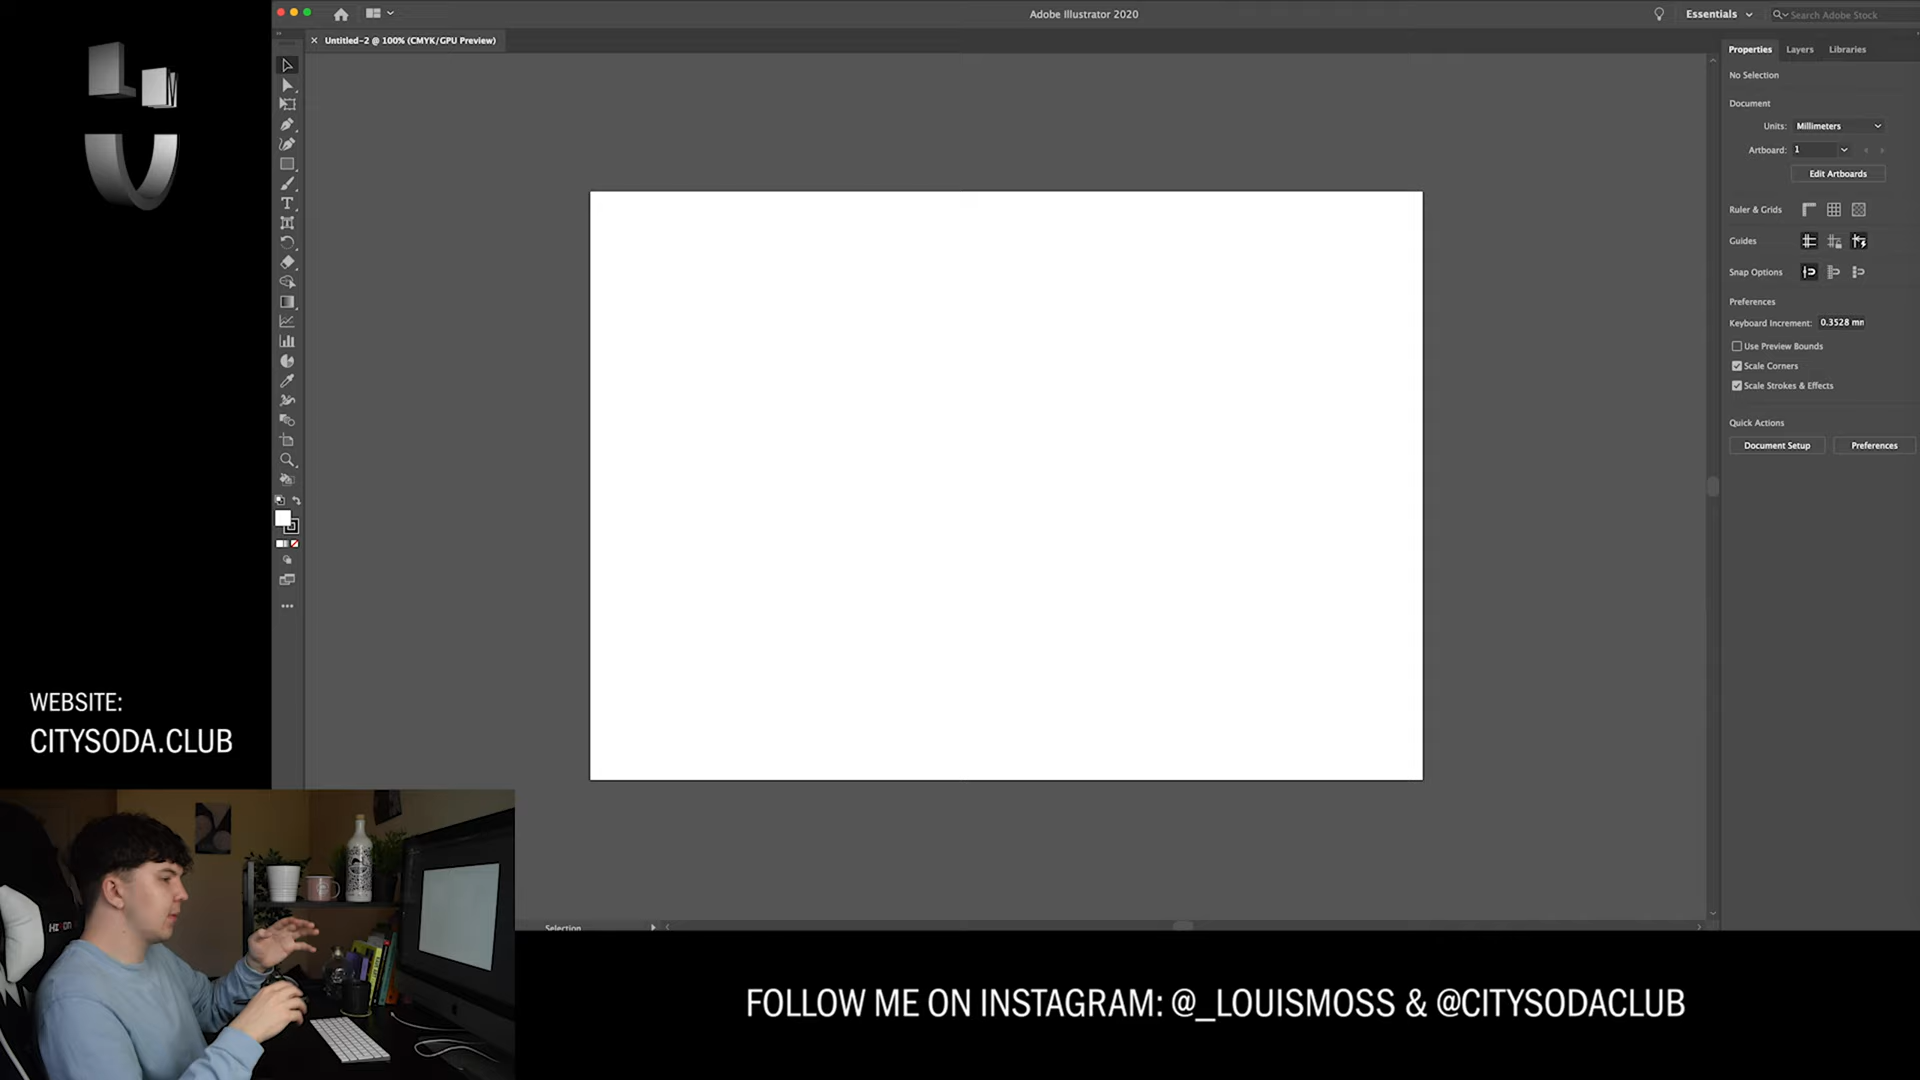 Adobe Illustrator 2020
Essentials
Search Adobe Stock
Untitled-2 @ 100% (CMYK/GPU Preview)
Properties
Layers
Libraries
No Selection
Document
Units:
Millimeters
Artboard:
1
Edit Artboards
Ruler & Grids
Guides
Snap Options
Preferences
Keyboard Increment:
0.3528 mm
Use Preview Bounds
Scale Corners
Scale Strokes & Effects
Quick Actions
Document Setup
Preferences
Selection
WEBSITE:
CITYSODA.CLUB
FOLLOW ME ON INSTAGRAM: @_LOUISMOSS & @CITYSODACLUB